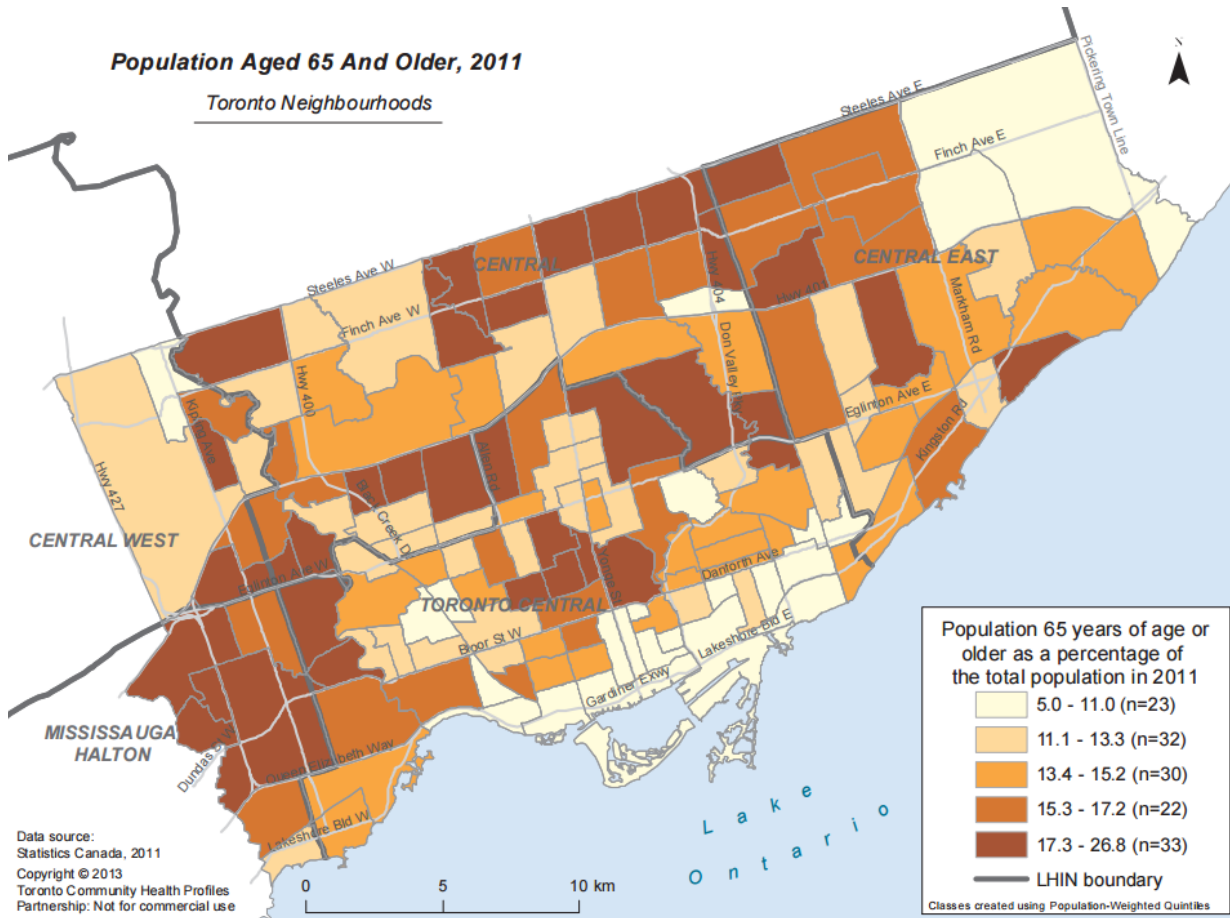 Population Aged 65 And Older, 2011
Toronto Neighbourhoods
N
Pickering Town Line
Steeles Ave E
Finch Ave E
CENTRAL
CENTRAL EAST
Steeles Ave W
Hwy 404
Hwy 401
Finch Ave W
Markham Rd
Don Valley Pky
Hwy 400
Kipling Ave
Eglinton Ave E
Kingston Rd
Allen Rd
Hwy 427
Black Creek D
CENTRAL WEST
Danforth Ave
Eglinton Ave W
Yonge St
TORONTO CENTRAL
Bloor St W
Lakeshore Bld E
Gardiner Exwy
MISSISSAUGA
HALTON
Dundas St W
Queen Elizabeth Way
Lakeshore Bld W
Lake
Ontario
Population 65 years of age or
older as a percentage of
the total population in 2011
5.0 - 11.0 (n=23)
11.1 - 13.3 (n=32)
13.4 - 15.2 (n=30)
15.3 - 17.2 (n=22)
17.3 - 26.8 (n=33)
LHIN boundary
Classes created using Population-Weighted Quintiles
Data source:
Statistics Canada, 2011
Copyright © 2013
Toronto Community Health Profiles
Partnership: Not for commercial use
0 5 10 km